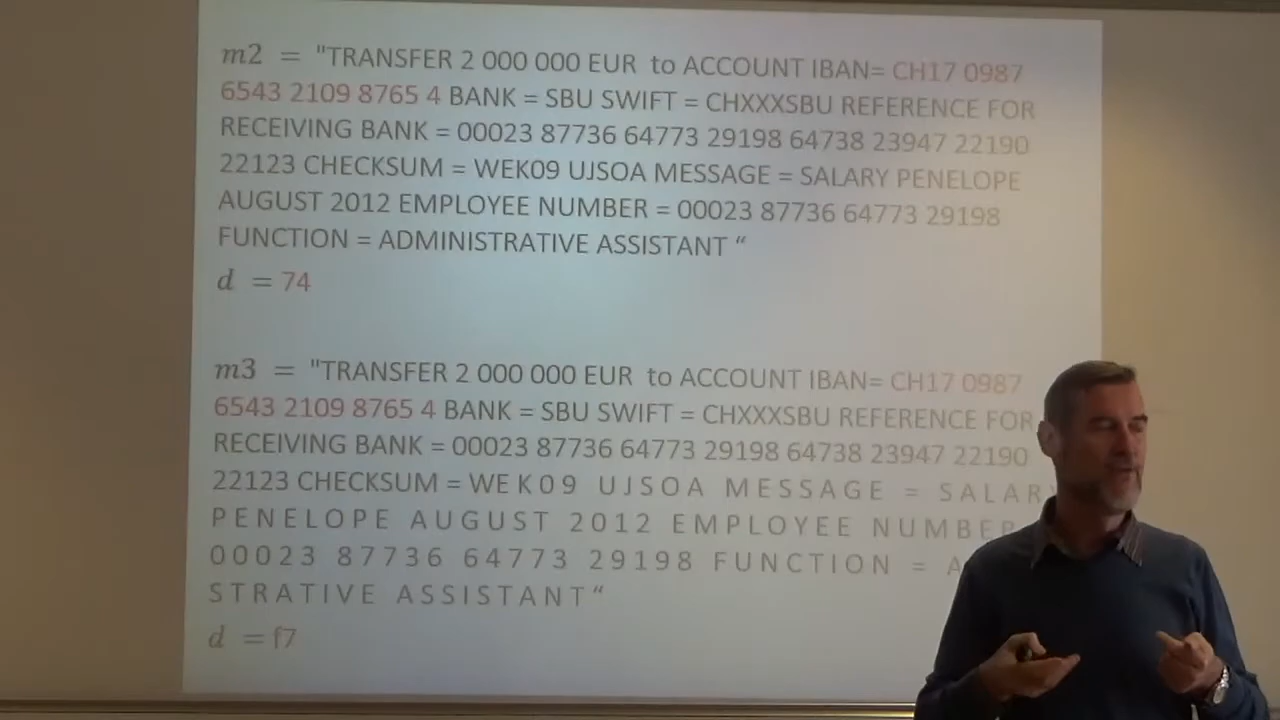 m2 = "TRANSFER 2 000 000 EUR to ACCOUNT IBAN= CH17 0987
6543 2109 8765 4 BANK = SBU SWIFT = CHXXXSBU REFERENCE FOR
RECEIVING BANK = 00023 87736 64773 29198 64738 23947 22190
22123 CHECKSUM = WEK09 UJSOA MESSAGE = SALARY PENELOPE
AUGUST 2012 EMPLOYEE NUMBER = 00023 87736 64773 29198
FUNCTION = ADMINISTRATIVE ASSISTANT “
d = 74
m3 = "TRANSFER 2 000 000 EUR to ACCOUNT IBAN= CH17 0987
6543 2109 8765 4 BANK = SBU SWIFT = CHXXXSBU REFERENCE FOR
RECEIVING BANK = 00023 87736 64773 29198 64738 23947 22190
22123 CHECKSUM = WE K 0 9 U J S O A M E S S A G E = S A L A R
P E N E L O P E A U G U S T 2 0 1 2 E M P L O Y E E N U M B E R
0 0 0 2 3 8 7 7 3 6 6 4 7 7 3 2 9 1 9 8 F U N C T I O N = A
S T R A T I V E A S S I S T A N T “
d = f7